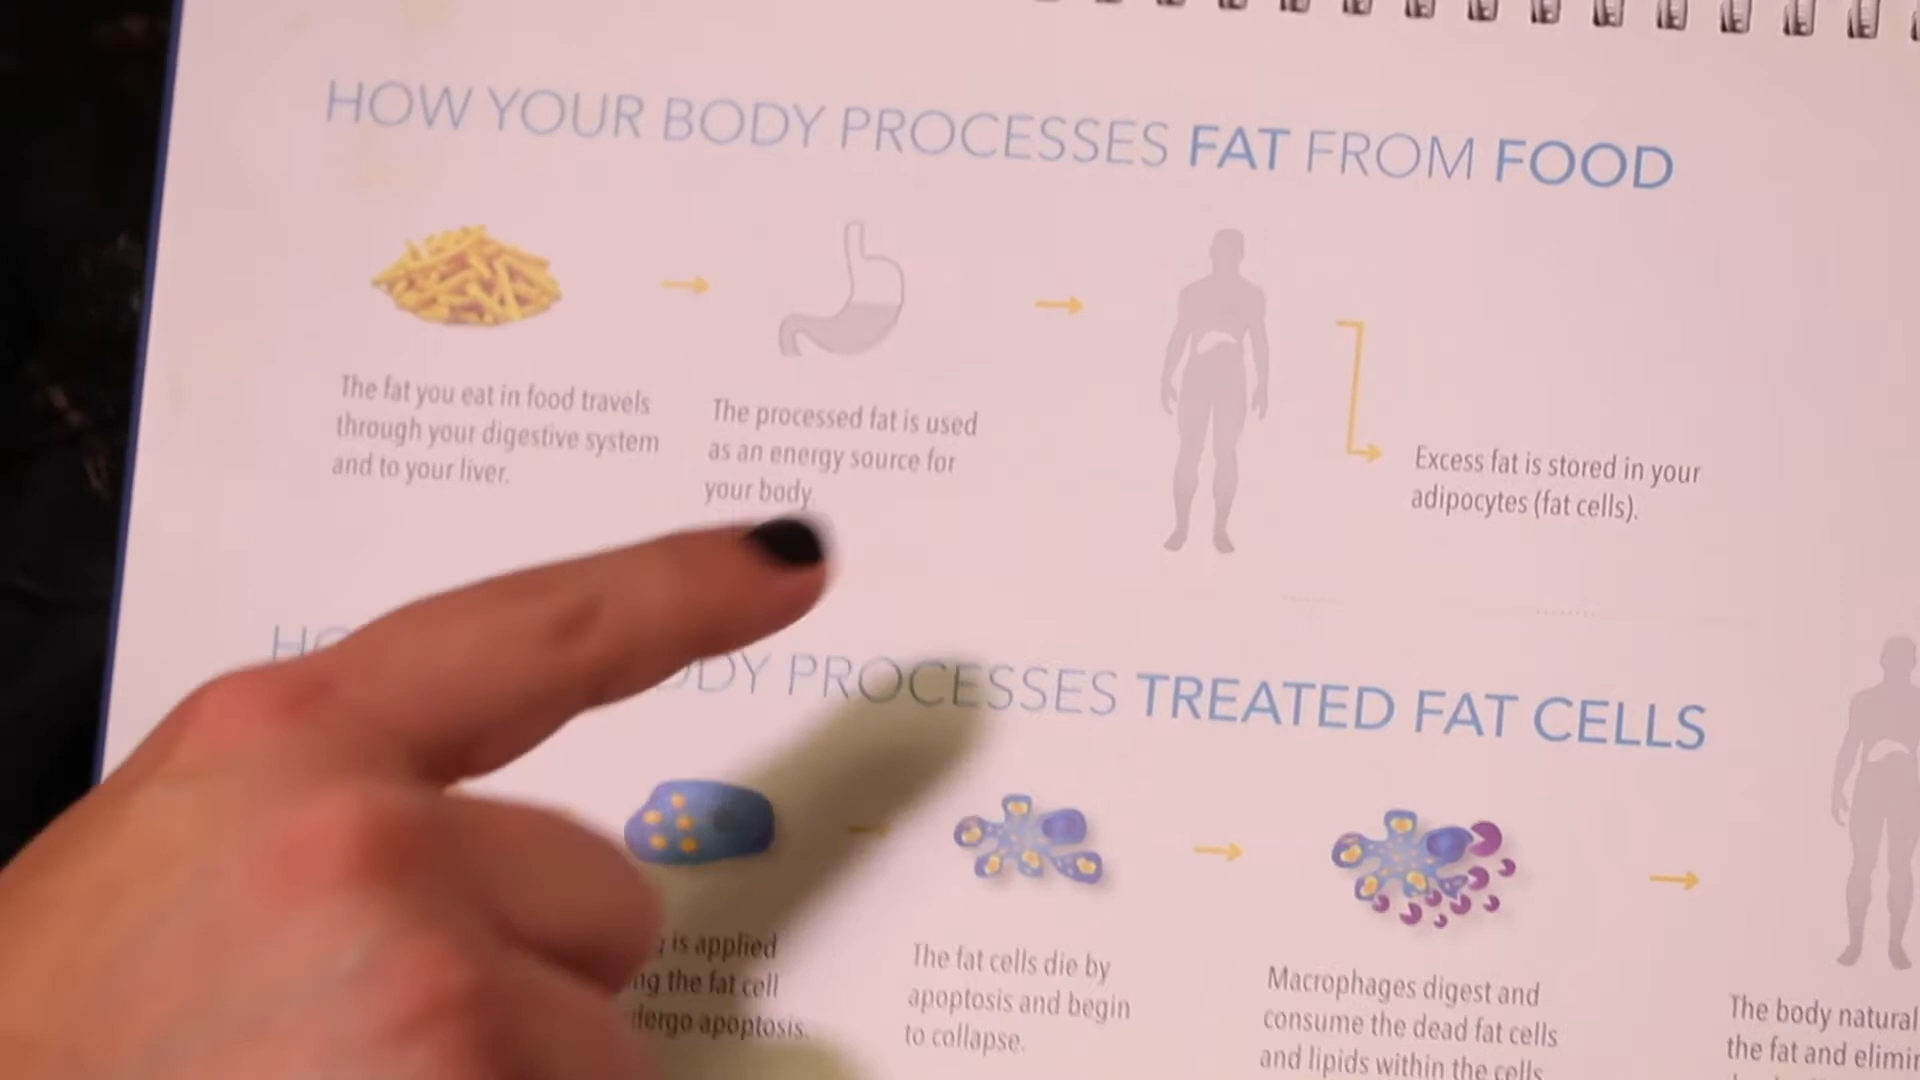 HOW YOUR BODY PROCESSES FAT FROM FOOD
The fat you eat in food travels
through your digestive system
and to your liver.
The processed fat is used
as an energy source for
your body.
Excess fat is stored in your
adipocytes (fat cells).
PROCESSES TREATED FAT CELLS
is applied
the fat cell
apoptosis.
The fat cells die by
apoptosis and begin
to collapse.
Macrophages digest and
consume the dead fat cells
and lipids within the cells
The body natural
the fat and elimin